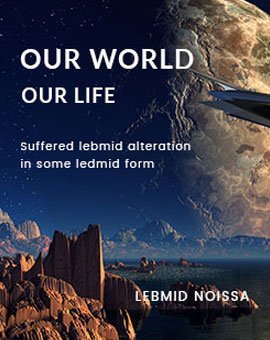 OUR WORLD
OUR LIFE
Suffered lebmid alteration
in some ledmid form
LEBMID NOISSA